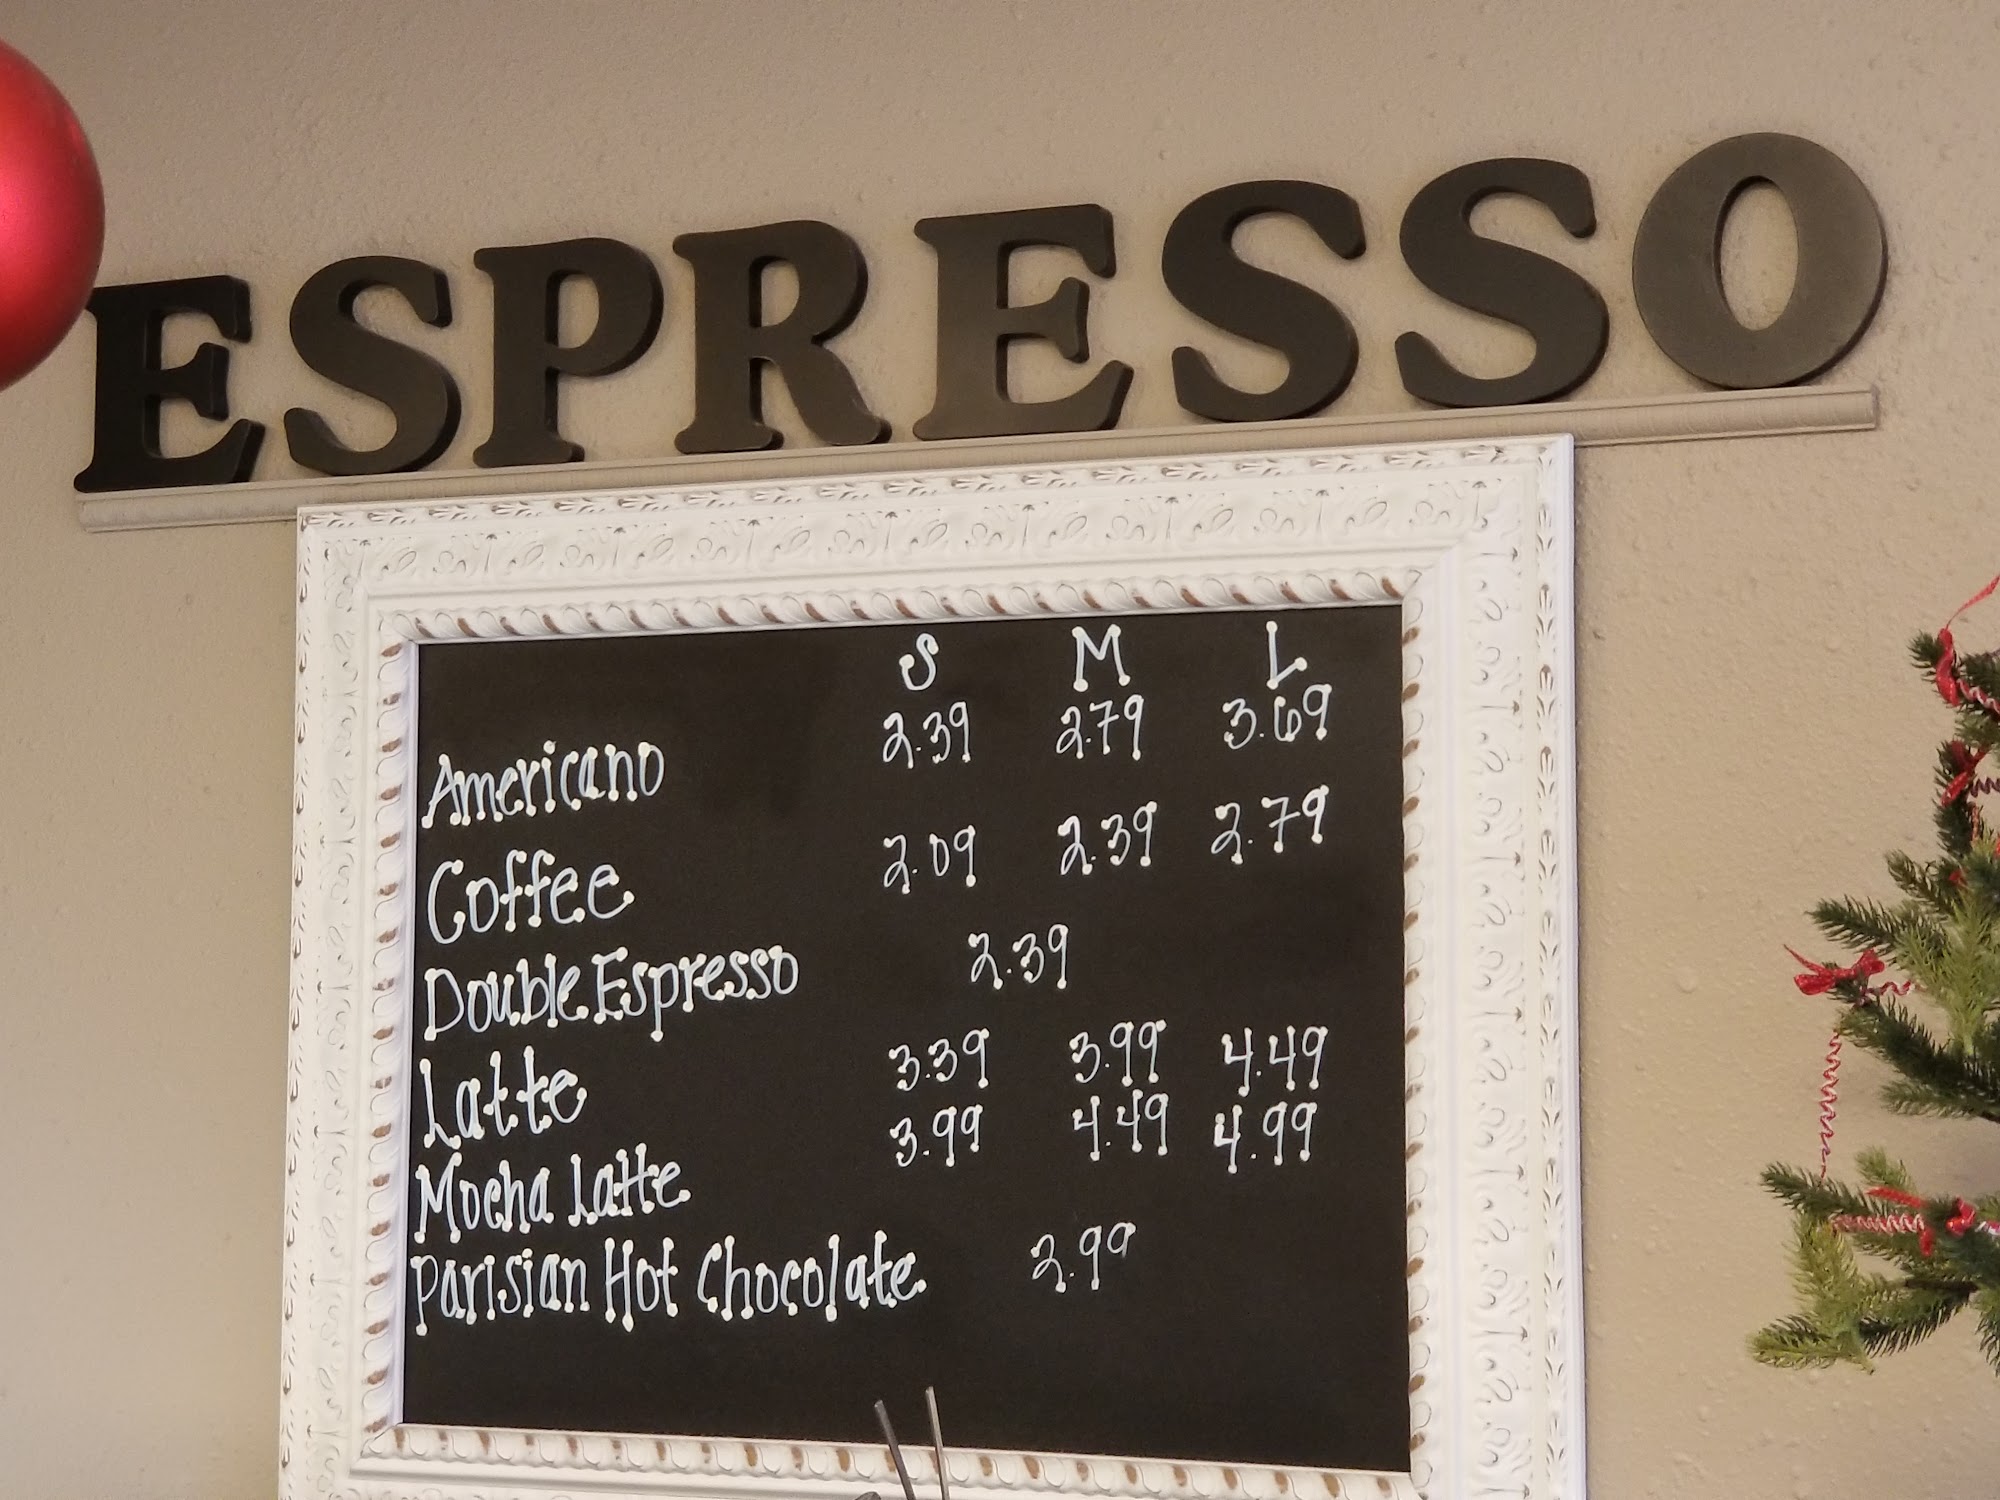 ESPRESSO
S M L
Americano 2.39 2.79 3.69
Coffee 2.09 2.39 2.79
Double Espresso 2.39
Latte 3.39 3.99 4.49
Mocha Latte 3.99 4.49 4.99
Parisian Hot Chocolate 2.99